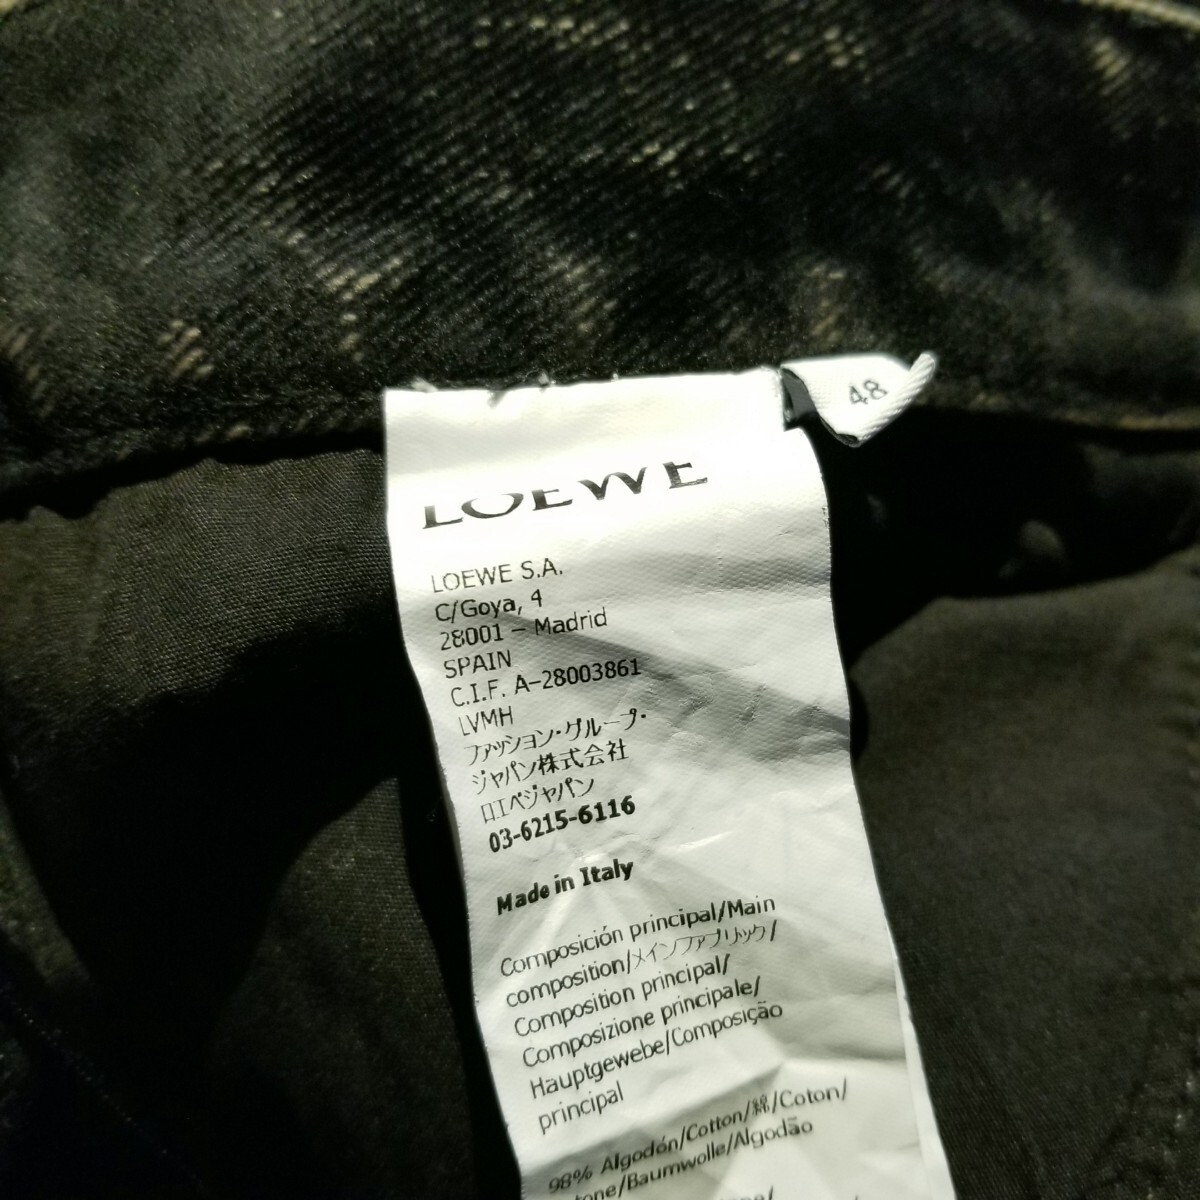 48
LOEWE
LOEWE S.A.
C/Goya, 4
28001 – Madrid
SPAIN
C.I.F. A-28003861
LVMH
ファッション・グループ・
ジャパン株式会社
ロエベジャパン
03-6215-6116
Made in Italy
Composición principal/Main
composition/メインファブリック/
Composition principal/
Composizione principale/
Hauptgewebe/Composição
principal
98% Algodón/Cotton/綿/Coton/
tone/Baumwolle/Algodão